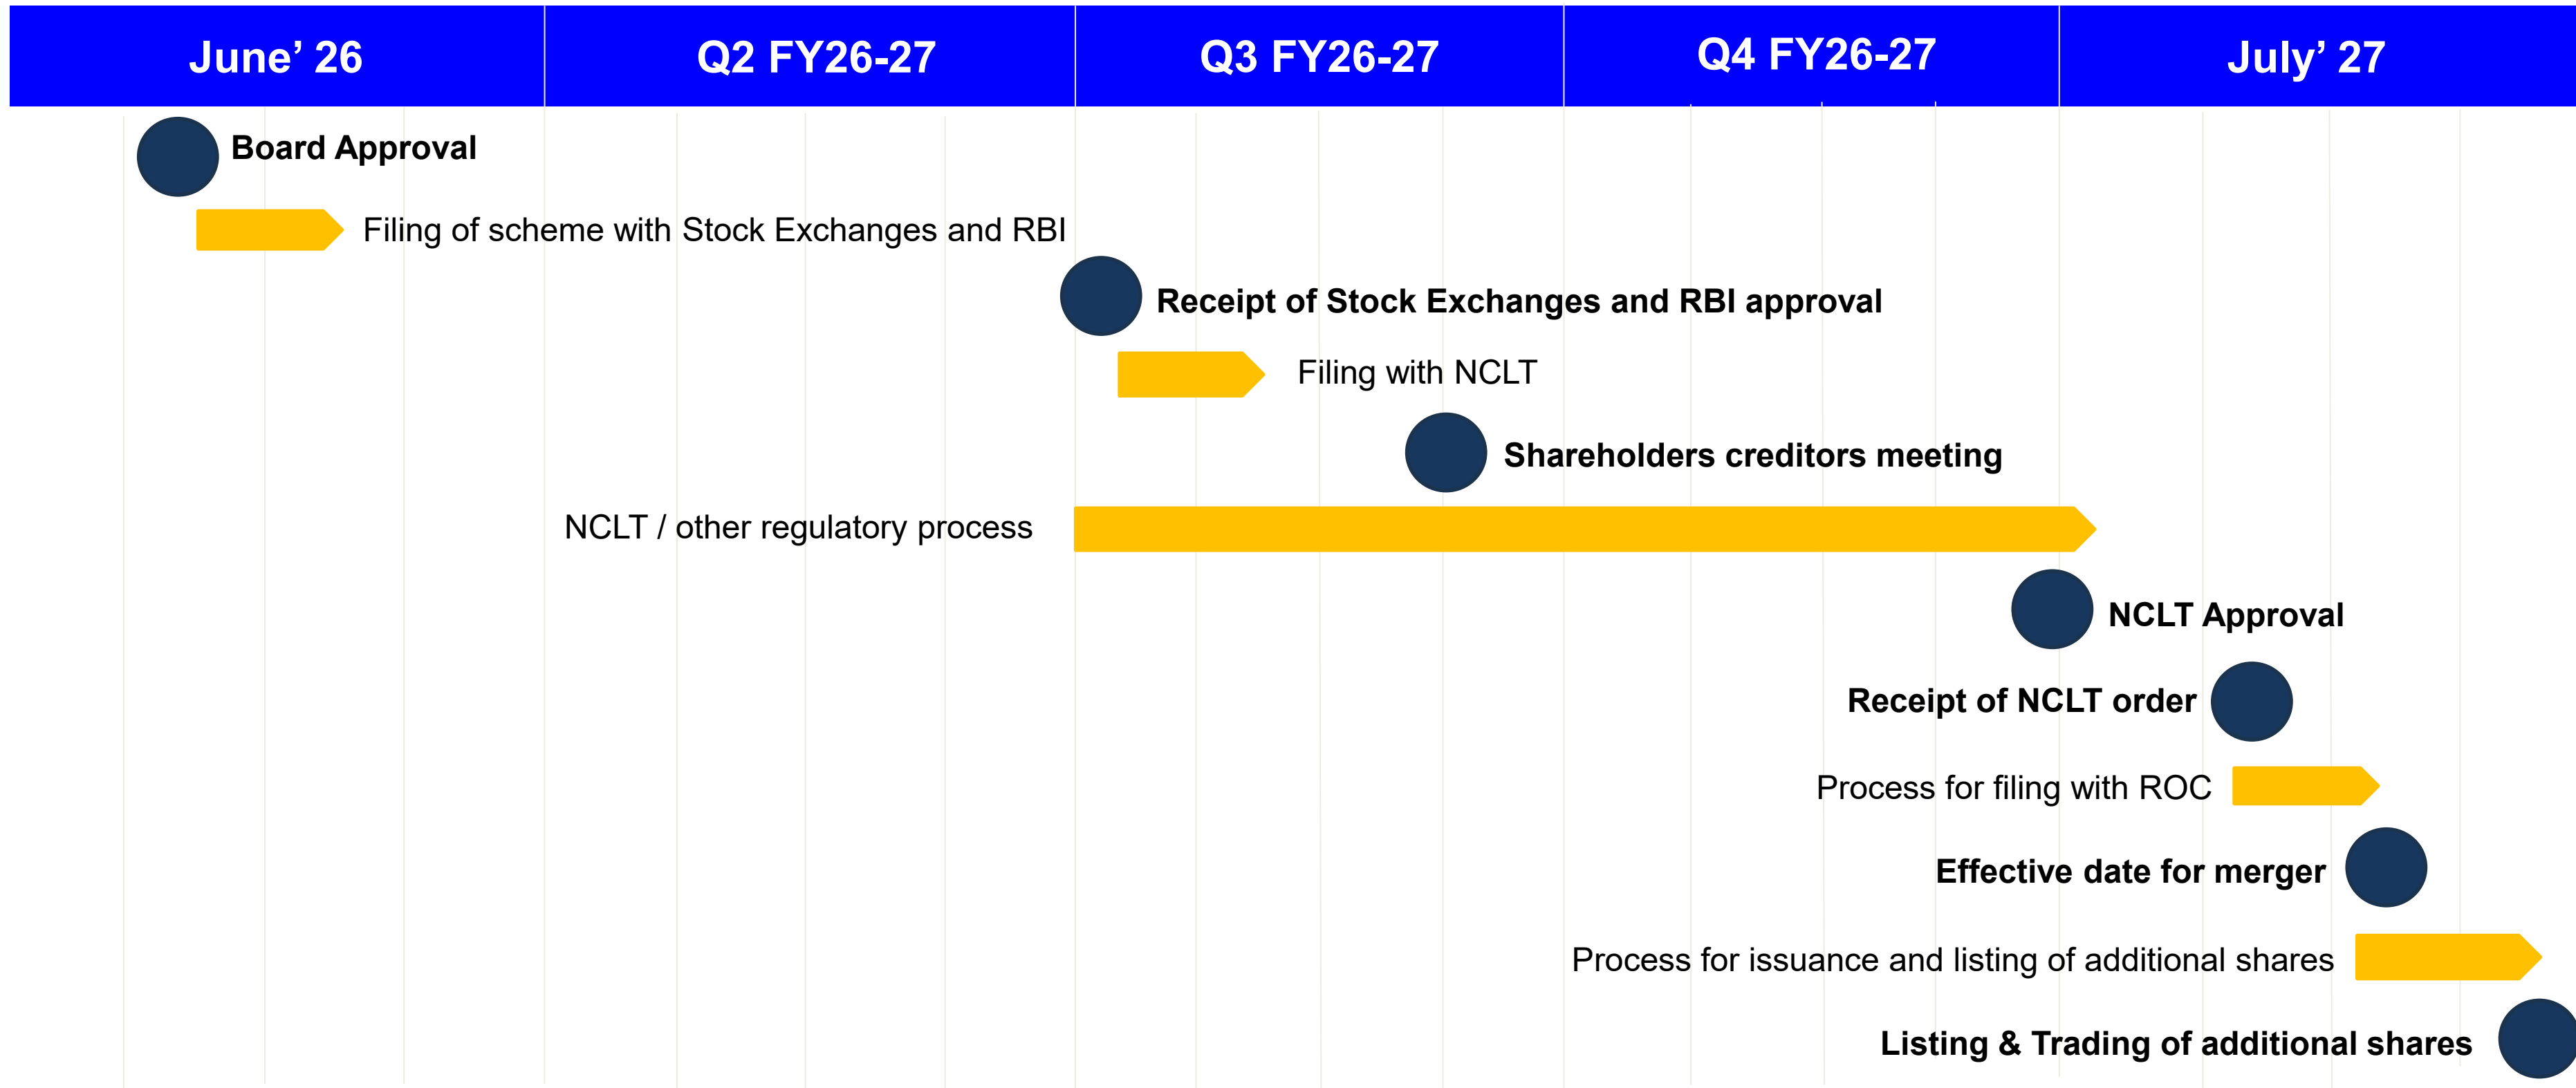 June’ 26
Q2 FY26-27
Q3 FY26-27
Q4 FY26-27
July’ 27
Board Approval
Filing of scheme with Stock Exchanges and RBI
Receipt of Stock Exchanges and RBI approval
Filing with NCLT
Shareholders creditors meeting
NCLT / other regulatory process
NCLT Approval
Receipt of NCLT order
Process for filing with ROC
Effective date for merger
Process for issuance and listing of additional shares
Listing & Trading of additional shares